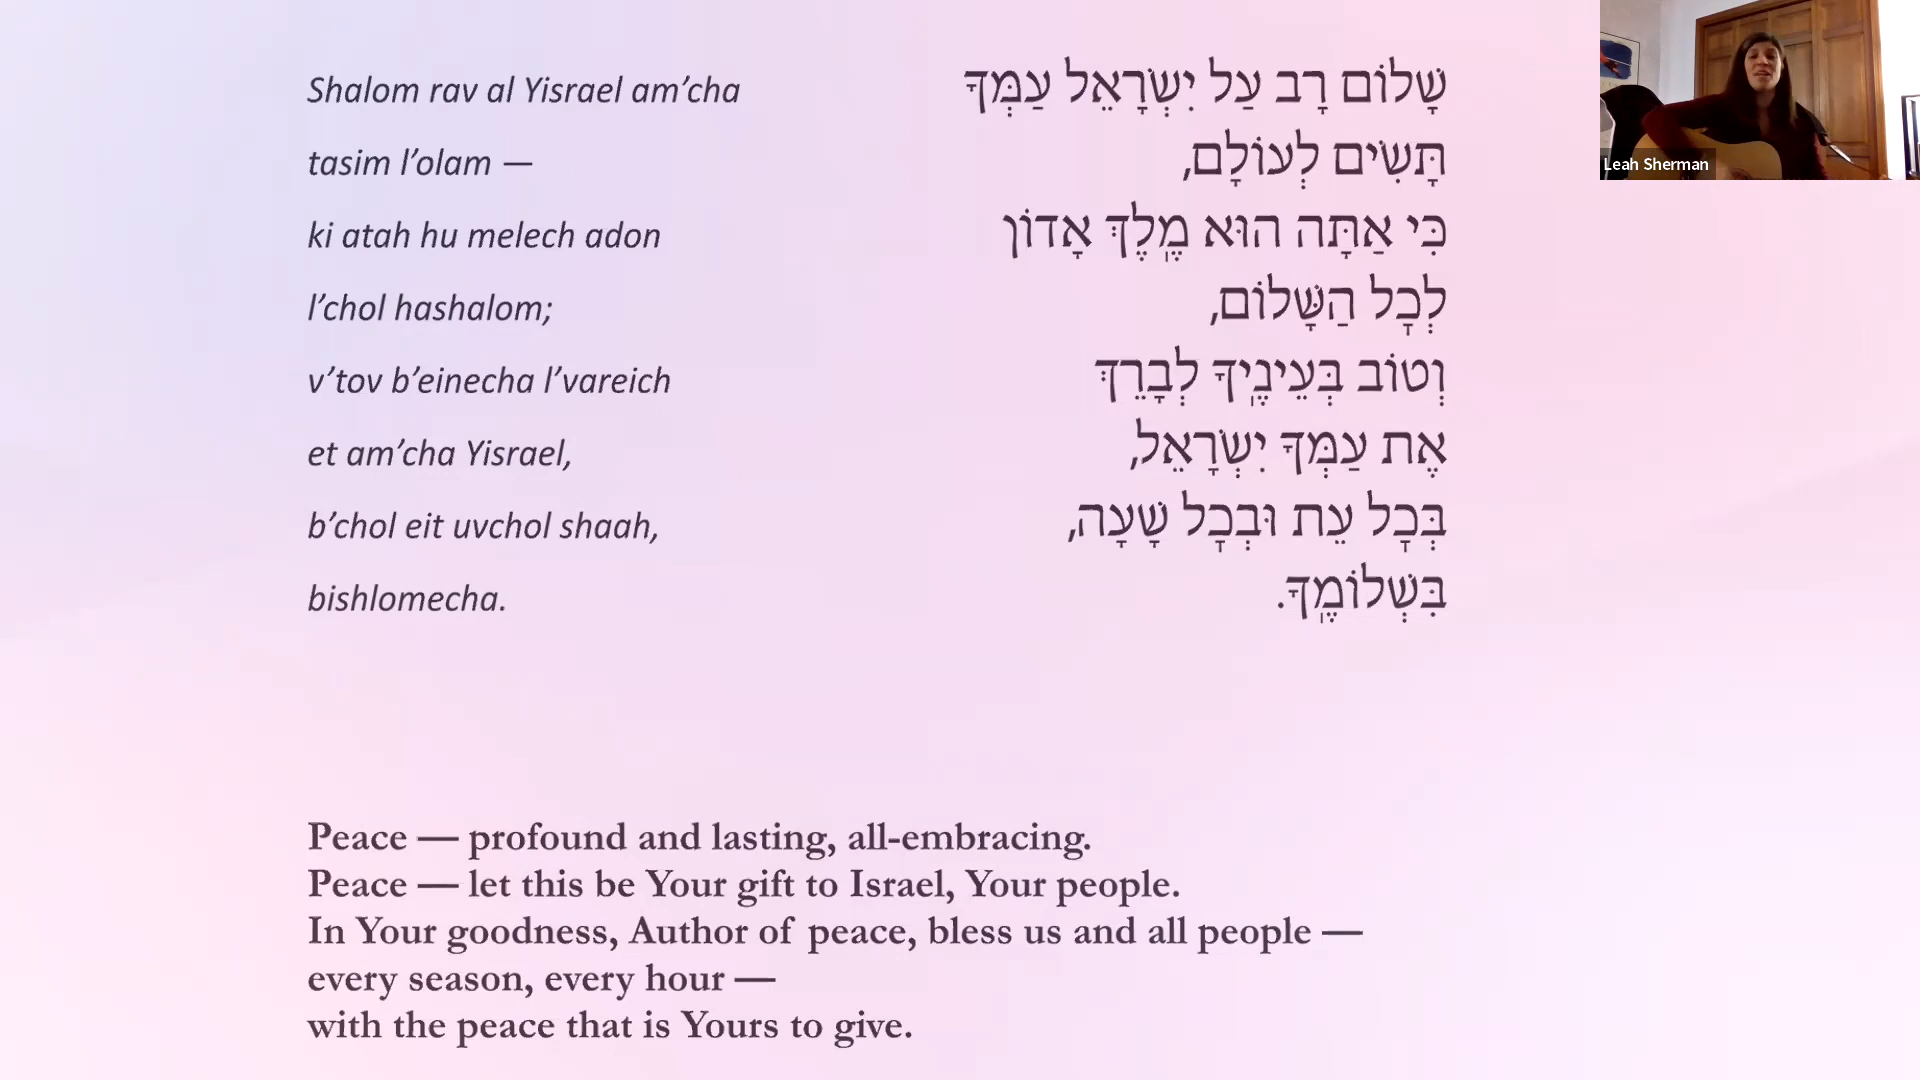 Shalom rav al Yisrael am’cha
tasim l’olam —
ki atah hu melech adon
l’chol hashalom;
v’tov b’einecha l’vareich
et am’cha Yisrael,
b’chol eit uvchol shaah,
bishlomecha.
שָׁלוֹם רָב עַל יִשְׂרָאֵל עַמְּךָ
תָּשִׂים לְעוֹלָם,
כִּי אַתָּה הוּא מֶֽלֶךְ אָדוֹן
לְכׇל הַשָּׁלוֹם,
וְטוֹב בְּעֵינֶֽיךָ לְבָרֵךְ
אֶת עַמְּךָ יִשְׂרָאֵל,
בְּכׇל עֵת וּבְכׇל שָׁעָה,
בִּשְׁלוֹמֶֽךָ.
Peace — profound and lasting, all-embracing.
Peace — let this be Your gift to Israel, Your people.
In Your goodness, Author of peace, bless us and all people —
every season, every hour —
with the peace that is Yours to give.
Leah Sherman